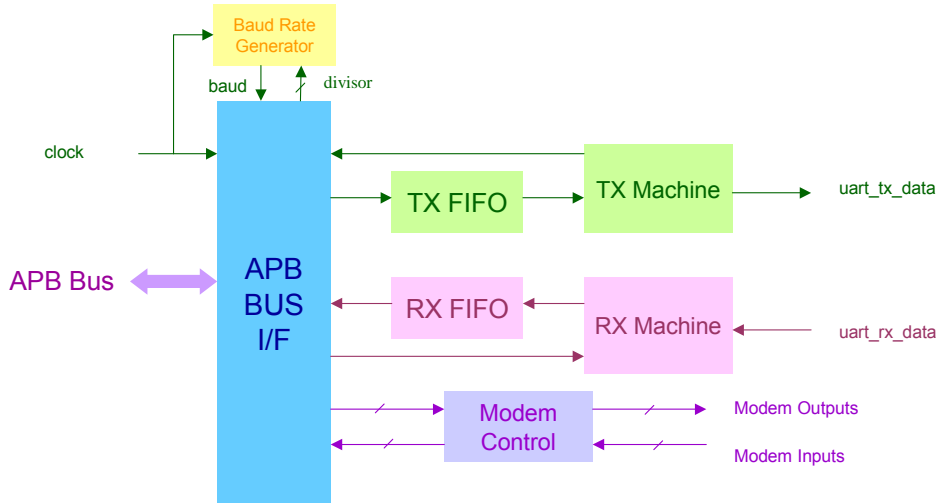 Baud Rate
Generator
baud
divisor
clock
TX FIFO
TX Machine
uart_tx_data
APB Bus
APB
BUS
I/F
RX FIFO
RX Machine
uart_rx_data
Modem
Control
Modem Outputs
Modem Inputs